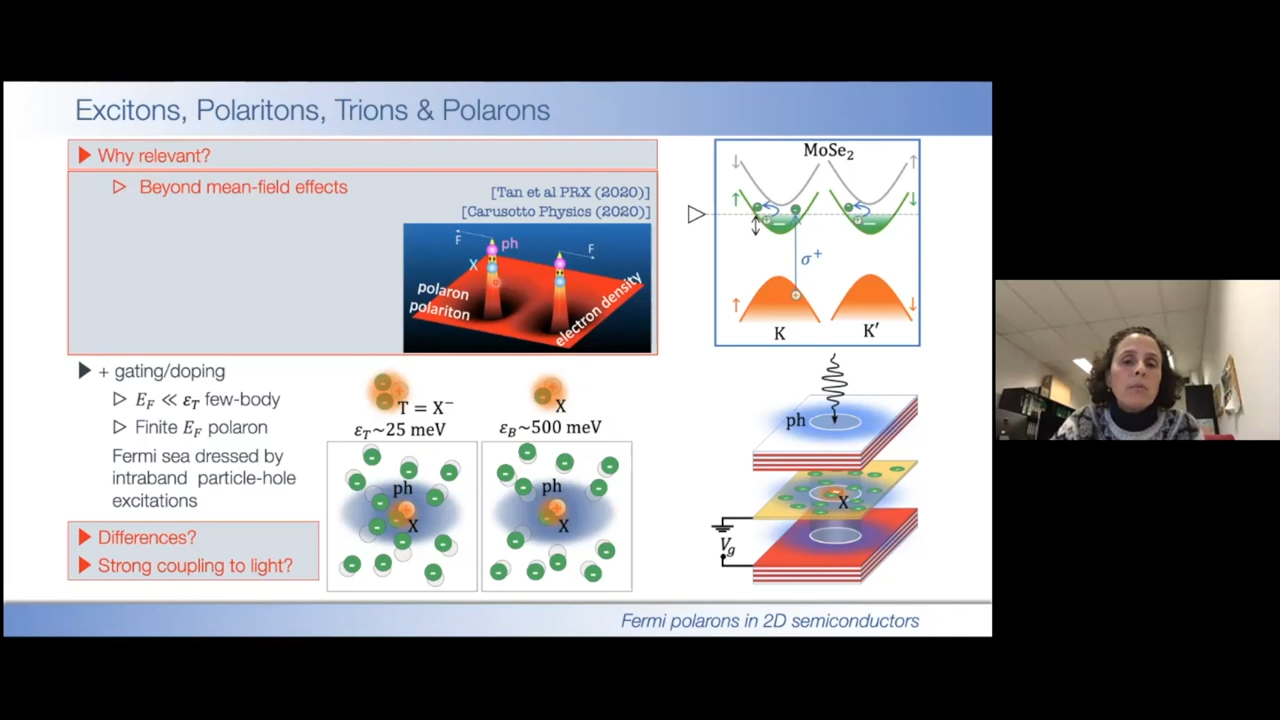 Excitons, Polaritons, Trions & Polarons
Why relevant?
Beyond mean-field effects
[Tan et al PRX (2020)]
[Carusotto Physics (2020)]
F
ph
F
X
polaron
polariton
electron density
+ gating/doping
E_F ≪ ε_T few-body
Finite E_F polaron
Fermi sea dressed by
intraband particle-hole
excitations
Differences?
Strong coupling to light?
T = X⁻
ε_T~25 meV
X
ε_B~500 meV
ph
X
ph
X
MoSe₂
σ⁺
K
K′
ph
X
V_g
Fermi polarons in 2D semiconductors